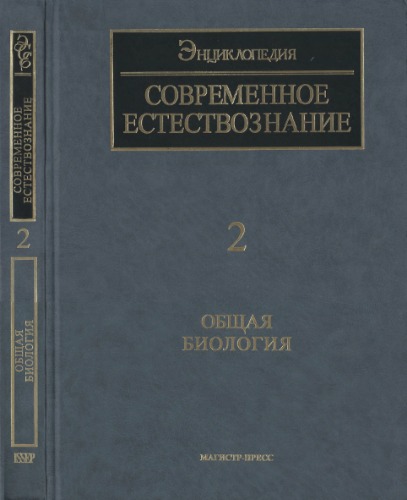 СОВРЕМЕННОЕ
ЕСТЕСТВОЗНАНИЕ
2
ОБЩАЯ
БИОЛОГИЯ
Энциклопедия
СОВРЕМЕННОЕ
ЕСТЕСТВОЗНАНИЕ
2
ОБЩАЯ
БИОЛОГИЯ
МАГИСТР-ПРЕСС